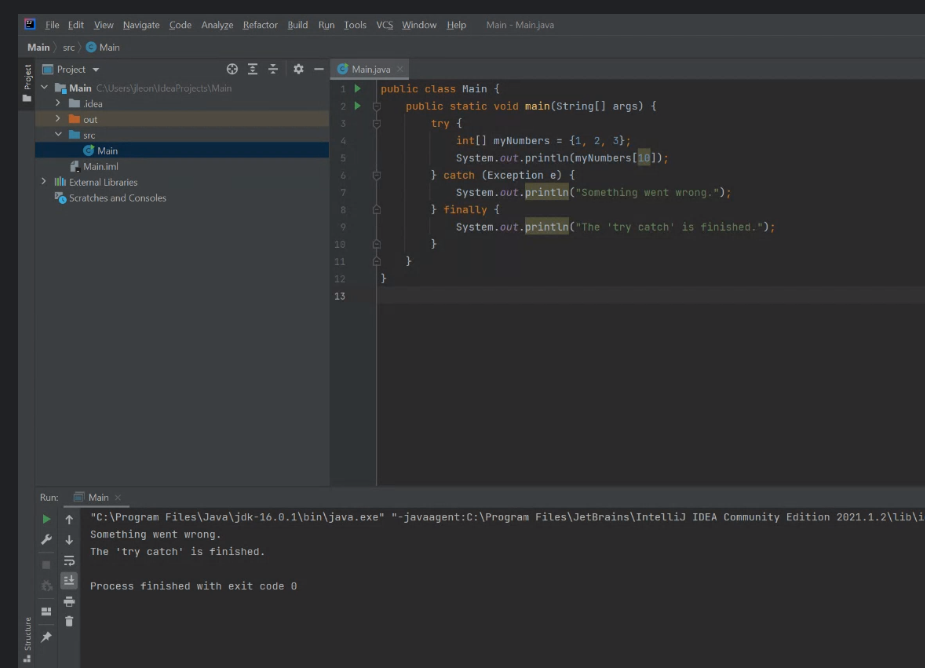 File Edit View Navigate Code Analyze Refactor Build Run Tools VCS Window Help Main - Main.java
Main src Main
Project
Project
Main C:\Users\jleon\IdeaProjects\Main
.idea
out
src
Main
Main.iml
External Libraries
Scratches and Consoles
Main.java
1 public class Main {
2 public static void main(String[] args) {
3 try {
4 int[] myNumbers = {1, 2, 3};
5 System.out.println(myNumbers[10]);
6 } catch (Exception e) {
7 System.out.println("Something went wrong.");
8 } finally {
9 System.out.println("The 'try catch' is finished.");
10 }
11 }
12 }
13
Run: Main
"C:\Program Files\Java\jdk-16.0.1\bin\java.exe" "-javaagent:C:\Program Files\JetBrains\IntelliJ IDEA Community Edition 2021.1.2\lib\i
Something went wrong.
The 'try catch' is finished.
Process finished with exit code 0
Structure